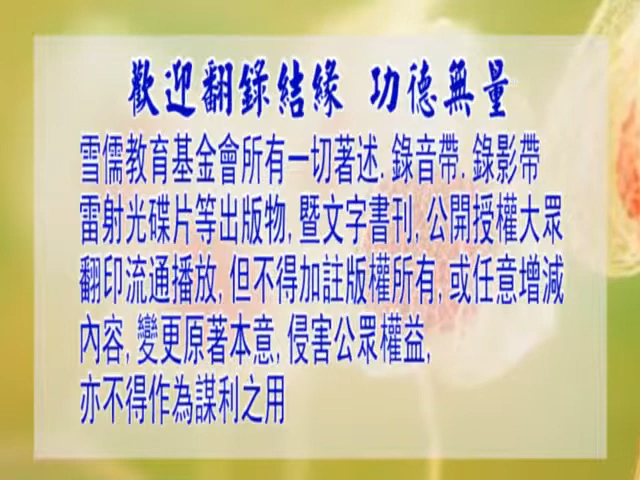 歡迎翻錄結緣 功德無量
雪儒教育基金會所有一切著述.錄音帶.錄影帶
雷射光碟片等出版物,暨文字書刊,公開授權大眾
翻印流通播放,但不得加註版權所有,或任意增減
內容,變更原著本意,侵害公眾權益,
亦不得作為謀利之用